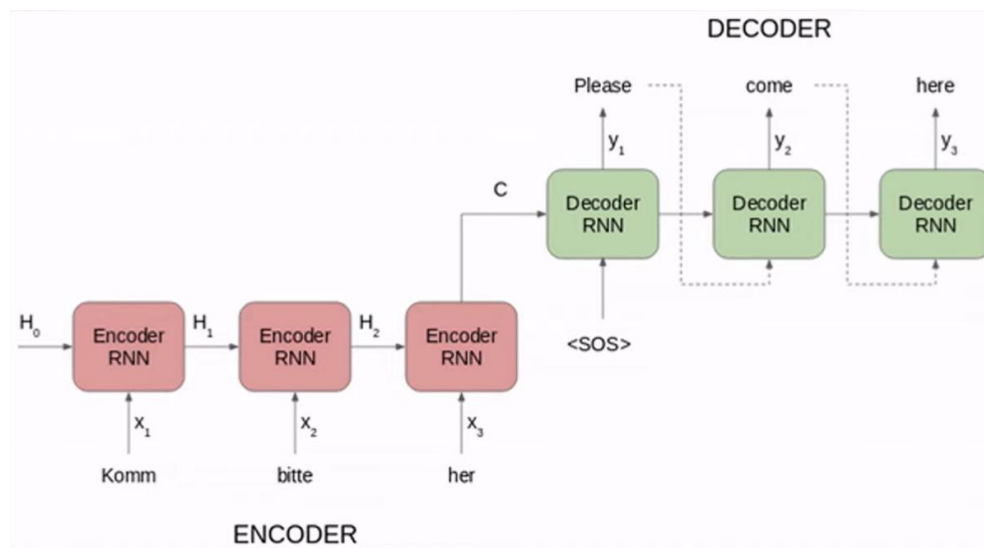 DECODER
Please
come
here
y1
y2
y3
C
Decoder
RNN
Decoder
RNN
Decoder
RNN
H0
H1
H2
Encoder
RNN
Encoder
RNN
Encoder
RNN
<SOS>
x1
x2
x3
Komm
bitte
her
ENCODER